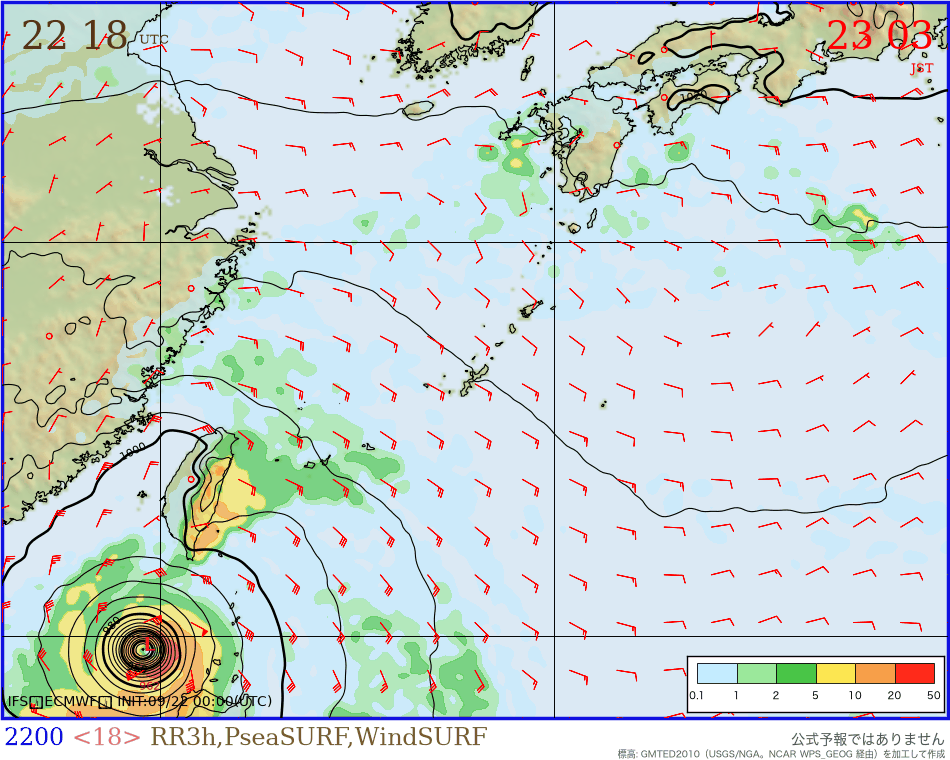 22 18 UTC
23 03
JST
1020
1000
980
IFS ECMWF INIT:09/22 00:00(UTC)
0.1 1 2 5 10 20 50
2200 <18> RR3h,PseaSURF,WindSURF
公式予報ではありません
標高: GMTED2010（USGS/NGA。NCAR WPS_GEOG 経由）を加工して作成